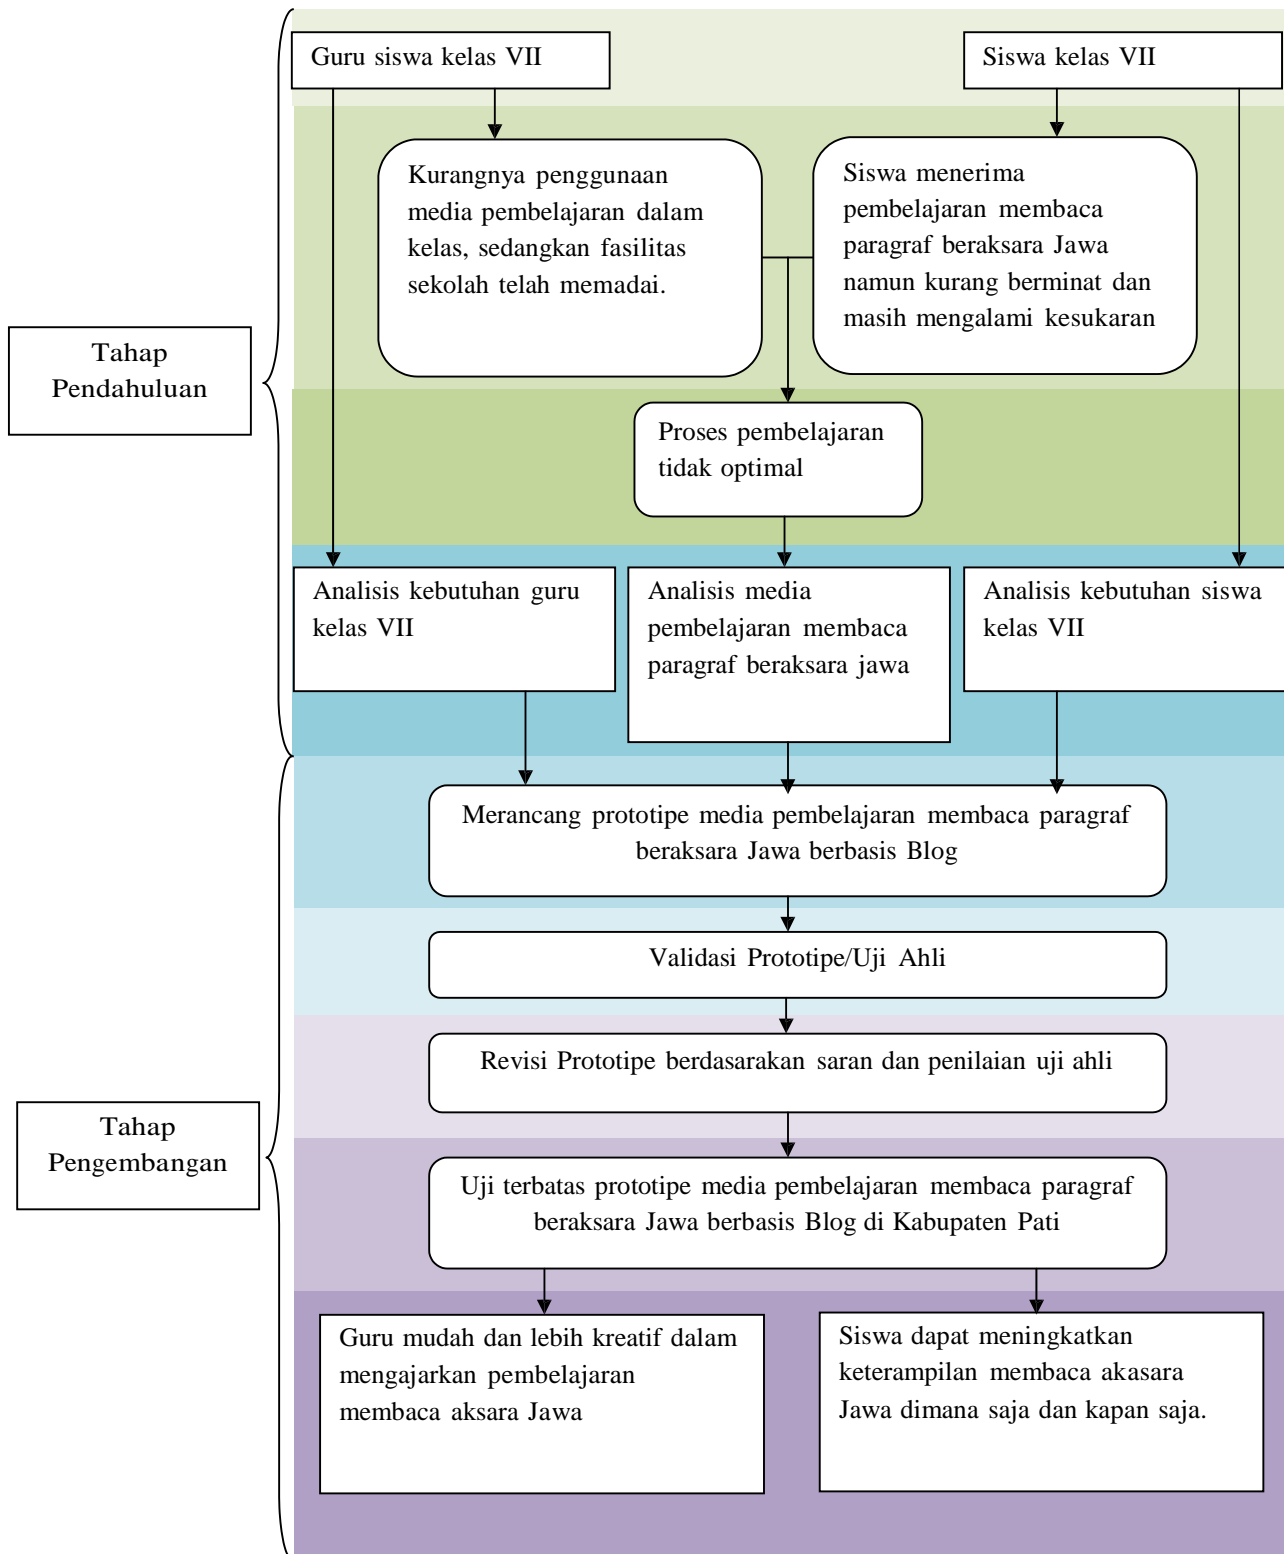 Guru siswa kelas VII
Siswa kelas VII
Kurangnya penggunaan
media pembelajaran dalam
kelas, sedangkan fasilitas
sekolah telah memadai.
Siswa menerima
pembelajaran membaca
paragraf beraksara Jawa
namun kurang berminat dan
masih mengalami kesukaran
Tahap
Pendahuluan
Proses pembelajaran
tidak optimal
Analisis kebutuhan guru
kelas VII
Analisis media
pembelajaran membaca
paragraf beraksara jawa
Analisis kebutuhan siswa
kelas VII
Merancang prototipe media pembelajaran membaca paragraf
beraksara Jawa berbasis Blog
Validasi Prototipe/Uji Ahli
Revisi Prototipe berdasarakan saran dan penilaian uji ahli
Tahap
Pengembangan
Uji terbatas prototipe media pembelajaran membaca paragraf
beraksara Jawa berbasis Blog di Kabupaten Pati
Guru mudah dan lebih kreatif dalam
mengajarkan pembelajaran
membaca aksara Jawa
Siswa dapat meningkatkan
keterampilan membaca akasara
Jawa dimana saja dan kapan saja.